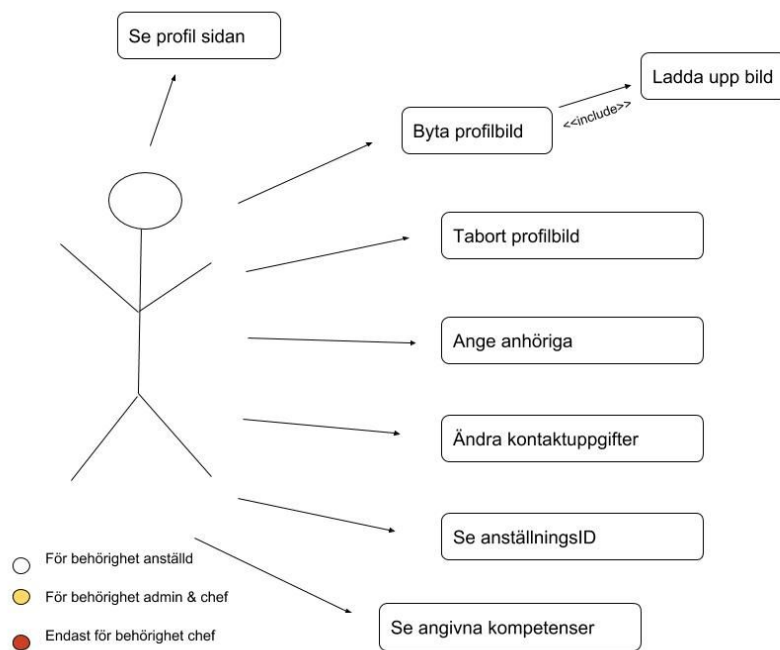 Se profil sidan
Ladda upp bild
<<include>>
Byta profilbild
Tabort profilbild
Ange anhöriga
Ändra kontaktuppgifter
Se anställningsID
Se angivna kompetenser
För behörighet anställd
För behörighet admin & chef
Endast för behörighet chef